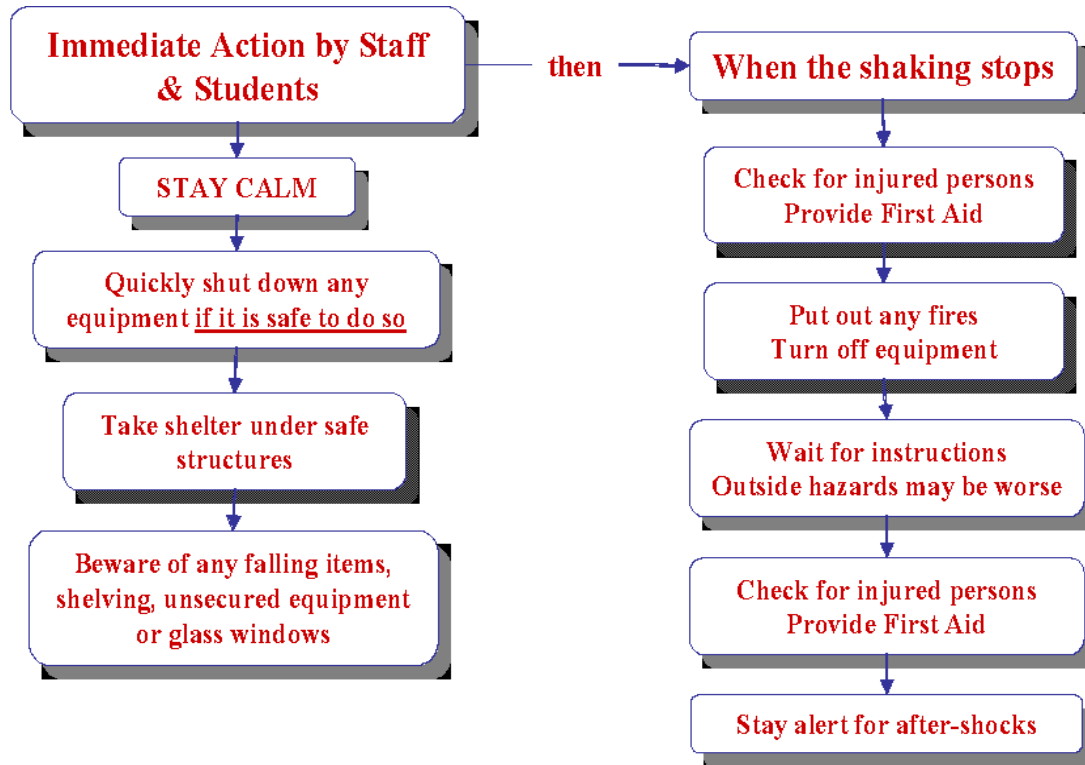 Immediate Action by Staff
& Students
then
When the shaking stops
STAY CALM
Quickly shut down any
equipment if it is safe to do so
Take shelter under safe
structures
Beware of any falling items,
shelving, unsecured equipment
or glass windows
Check for injured persons
Provide First Aid
Put out any fires
Turn off equipment
Wait for instructions
Outside hazards may be worse
Check for injured persons
Provide First Aid
Stay alert for after-shocks